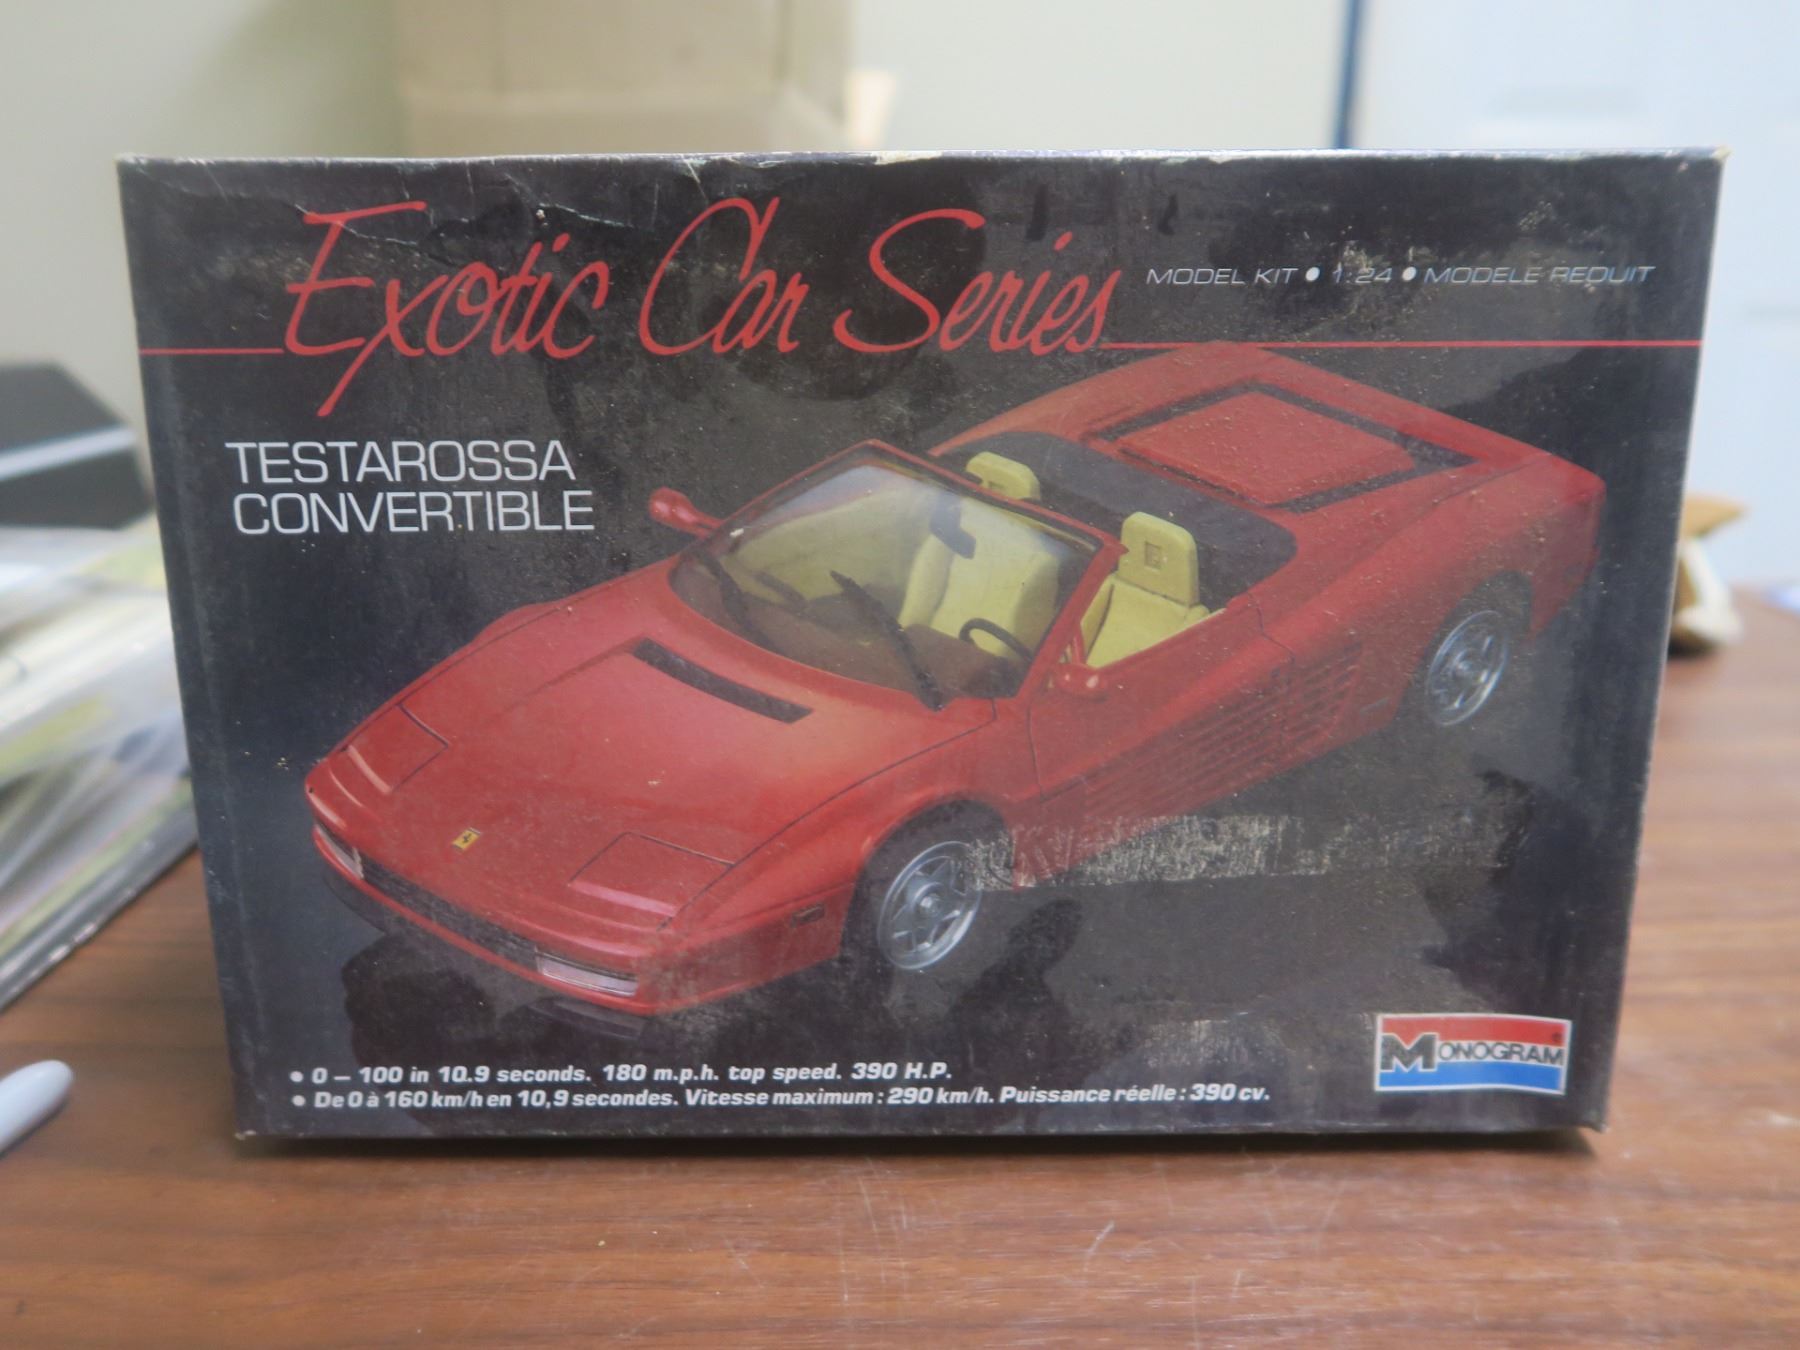 Exotic Car Series
MODEL KIT • 1:24 • MODELE REDUIT
TESTAROSSA
CONVERTIBLE
• 0 – 100 in 10.9 seconds. 180 m.p.h. top speed. 390 H.P.
• De 0 à 160 km/h en 10,9 secondes. Vitesse maximum : 290 km/h. Puissance réelle : 390 cv.
MONOGRAM®